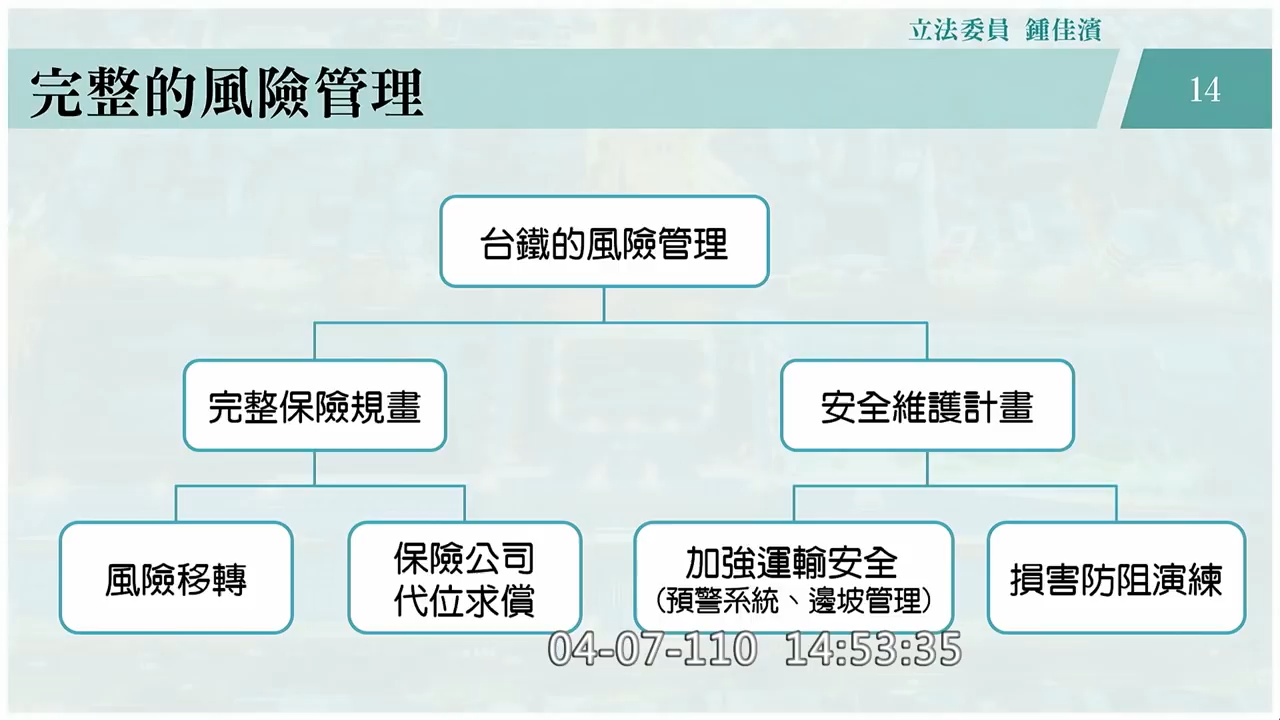 立法委員 鍾佳濱
完整的風險管理
14
台鐵的風險管理
完整保險規畫
安全維護計畫
風險移轉
保險公司
代位求償
加強運輸安全
(預警系統、邊坡管理)
損害防阻演練
04-07-110 14:53:35